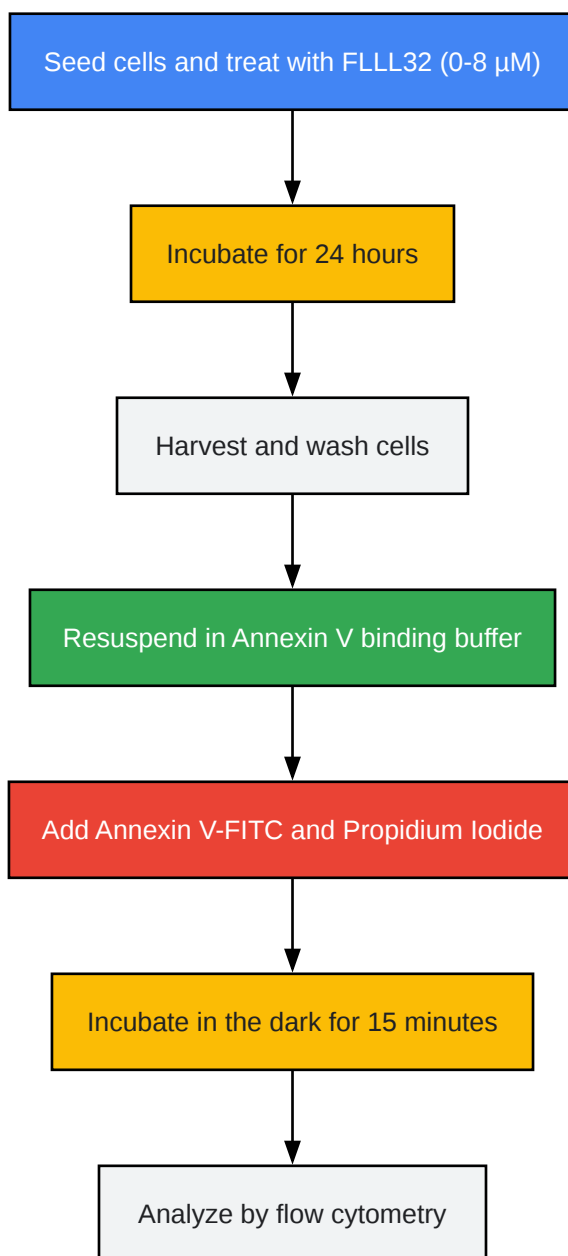 Seed cells and treat with FLLL32 (0-8 µM)
Incubate for 24 hours
Harvest and wash cells
Resuspend in Annexin V binding buffer
Add Annexin V-FITC and Propidium Iodide
Incubate in the dark for 15 minutes
Analyze by flow cytometry